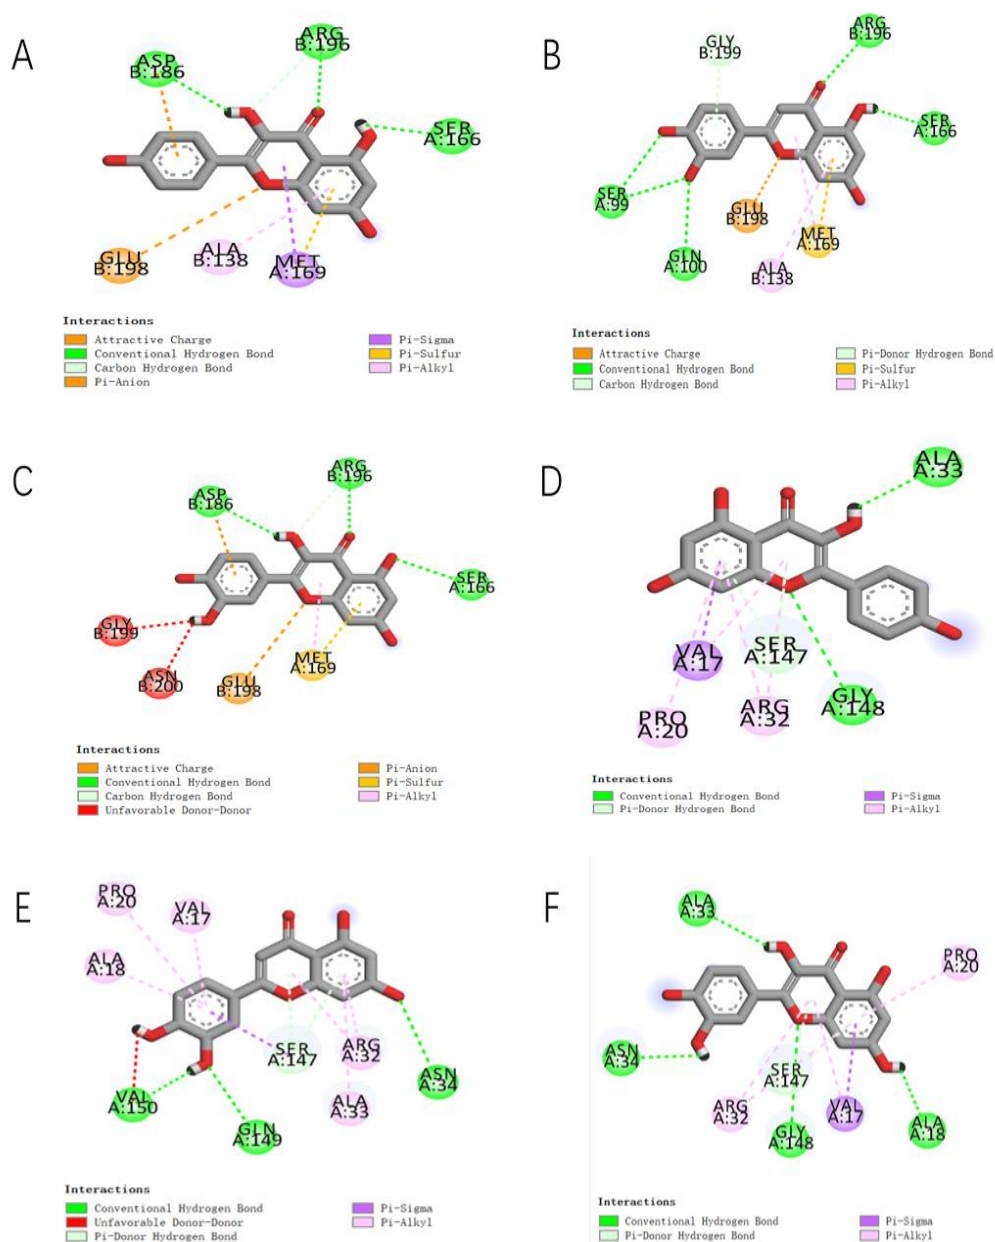 A
ASP
B:186
ARG
B:196
SER
A:166
GLU
B:198
ALA
B:138
MET
A:169
Interactions
Attractive Charge
Conventional Hydrogen Bond
Carbon Hydrogen Bond
Pi-Anion
Pi-Sigma
Pi-Sulfur
Pi-Alkyl
B
GLY
B:199
ARG
B:196
SER
A:166
SER
A:99
GLU
B:198
GLN
A:100
MET
A:169
ALA
B:138
Interactions
Attractive Charge
Conventional Hydrogen Bond
Carbon Hydrogen Bond
Pi-Donor Hydrogen Bond
Pi-Sulfur
Pi-Alkyl
C
ASP
B:186
ARG
B:196
SER
A:166
GLY
B:199
ASN
B:200
GLU
B:198
MET
A:169
Interactions
Attractive Charge
Conventional Hydrogen Bond
Carbon Hydrogen Bond
Unfavorable Donor-Donor
Pi-Anion
Pi-Sulfur
Pi-Alkyl
D
ALA
A:33
VAL
A:17
SER
A:147
PRO
A:20
ARG
A:32
GLY
A:148
Interactions
Conventional Hydrogen Bond
Pi-Donor Hydrogen Bond
Pi-Sigma
Pi-Alkyl
E
PRO
A:20
VAL
A:17
ALA
A:18
SER
A:147
ARG
A:32
ASN
A:34
VAL
A:150
GLN
A:149
ALA
A:33
Interactions
Conventional Hydrogen Bond
Unfavorable Donor-Donor
Pi-Donor Hydrogen Bond
Pi-Sigma
Pi-Alkyl
F
ALA
A:33
PRO
A:20
ASN
A:34
SER
A:147
ARG
A:32
GLY
A:148
VAL
A:17
ALA
A:18
Interactions
Conventional Hydrogen Bond
Pi-Donor Hydrogen Bond
Pi-Sigma
Pi-Alkyl